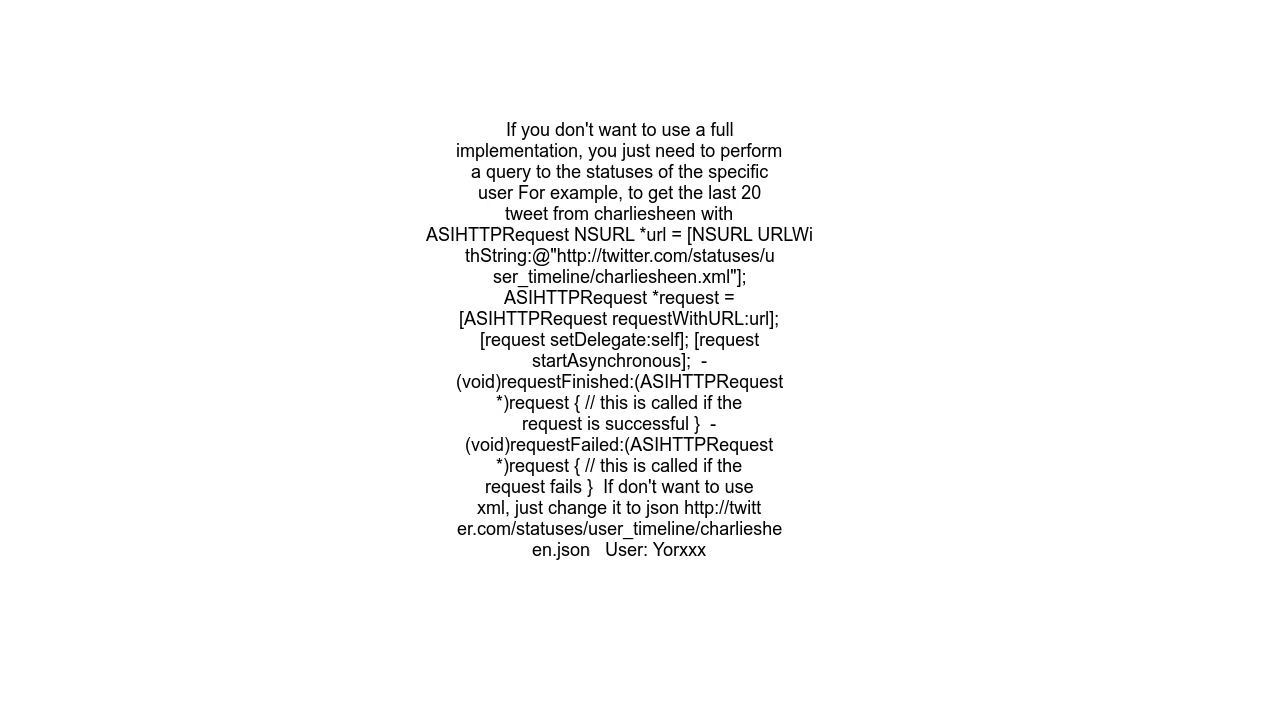 If you don't want to use a full
implementation, you just need to perform
a query to the statuses of the specific
user For example, to get the last 20
tweet from charliesheen with
ASIHTTPRequest NSURL *url = [NSURL URLWi
thString:@"http://twitter.com/statuses/u
ser_timeline/charliesheen.xml"];
ASIHTTPRequest *request =
[ASIHTTPRequest requestWithURL:url];
[request setDelegate:self]; [request
startAsynchronous];  -
(void)requestFinished:(ASIHTTPRequest
*)request { // this is called if the
request is successful }  -
(void)requestFailed:(ASIHTTPRequest
*)request { // this is called if the
request fails }  If don't want to use
xml, just change it to json http://twitt
er.com/statuses/user_timeline/charlieshe
en.json   User: Yorxxx